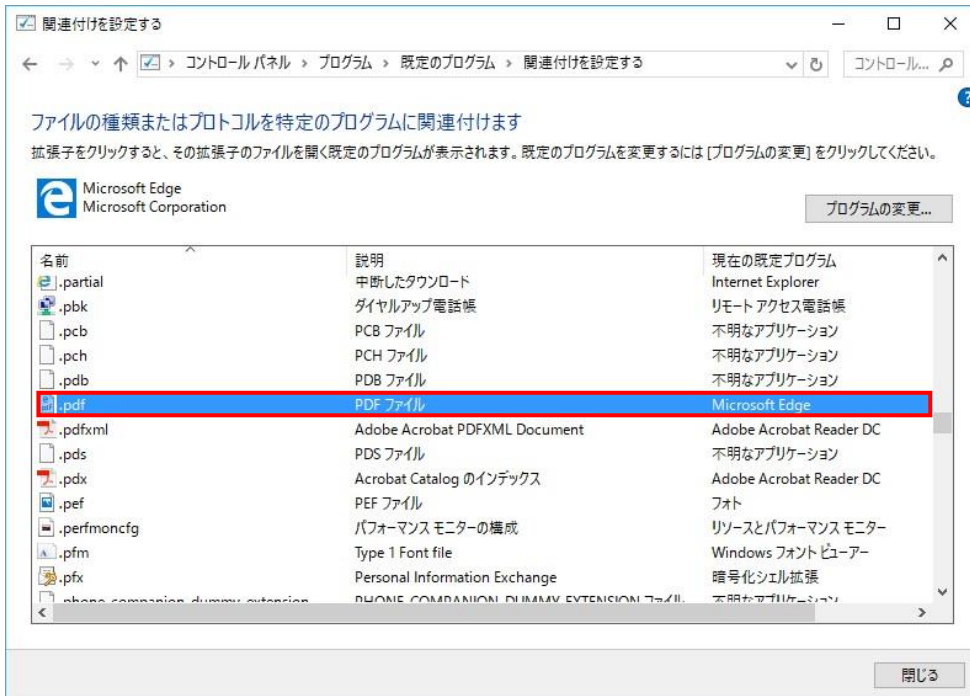 関連付けを設定する
コントロール パネル > プログラム > 既定のプログラム > 関連付けを設定する コントロール...
ファイルの種類またはプロトコルを特定のプログラムに関連付けます
拡張子をクリックすると、その拡張子のファイルを開く既定のプログラムが表示されます。既定のプログラムを変更するには [プログラムの変更] をクリックしてください。
Microsoft Edge
Microsoft Corporation
プログラムの変更...
名前 説明 現在の既定プログラム
.partial 中断したダウンロード Internet Explorer
.pbk ダイヤルアップ電話帳 リモート アクセス電話帳
.pcb PCB ファイル 不明なアプリケーション
.pch PCH ファイル 不明なアプリケーション
.pdb PDB ファイル 不明なアプリケーション
.pdf PDF ファイル Microsoft Edge
.pdfxml Adobe Acrobat PDFXML Document Adobe Acrobat Reader DC
.pds PDS ファイル 不明なアプリケーション
.pdx Acrobat Catalog のインデックス Adobe Acrobat Reader DC
.pef PEF ファイル フォト
.perfmoncfg パフォーマンス モニターの構成 リソースとパフォーマンス モニター
.pfm Type 1 Font file Windows フォント ビューアー
.pfx Personal Information Exchange 暗号化シェル拡張
.phone_companion_dummy_extension PHONE_COMPANION_DUMMY_EXTENSION ファイル 不明なアプリケーション
閉じる